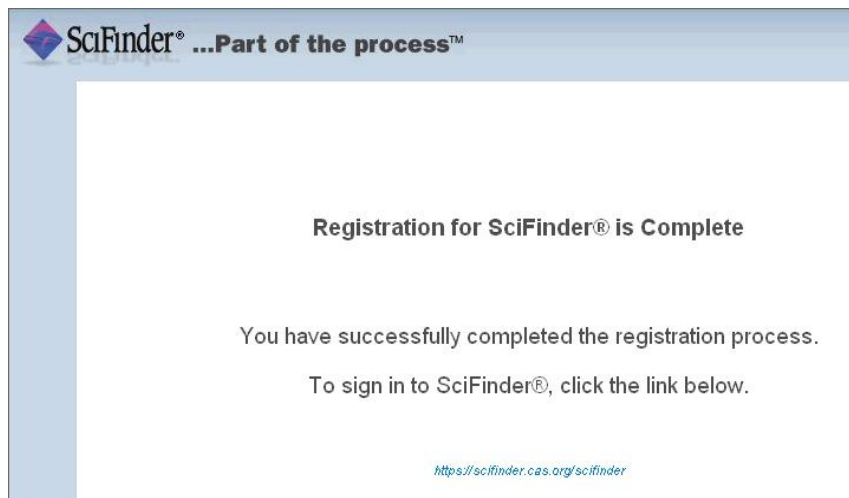 SciFinder® ...Part of the process™
Registration for SciFinder® is Complete
You have successfully completed the registration process.
To sign in to SciFinder®, click the link below.
https://scifinder.cas.org/scifinder